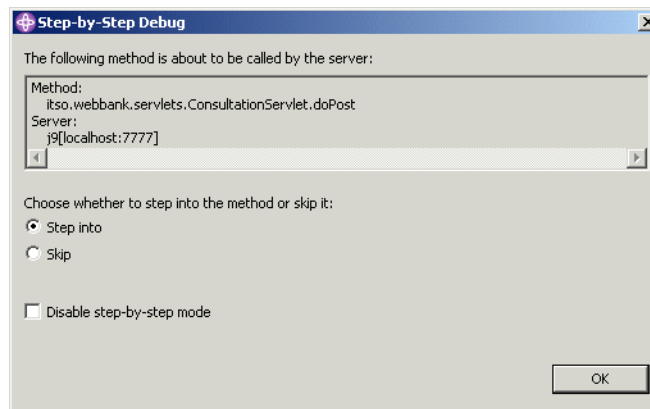 Step-by-Step Debug
The following method is about to be called by the server:
Method:
itso.webbank.servlets.ConsultationServlet.doPost
Server:
j9[localhost:7777]
Choose whether to step into the method or skip it:
Step into
Skip
Disable step-by-step mode
OK